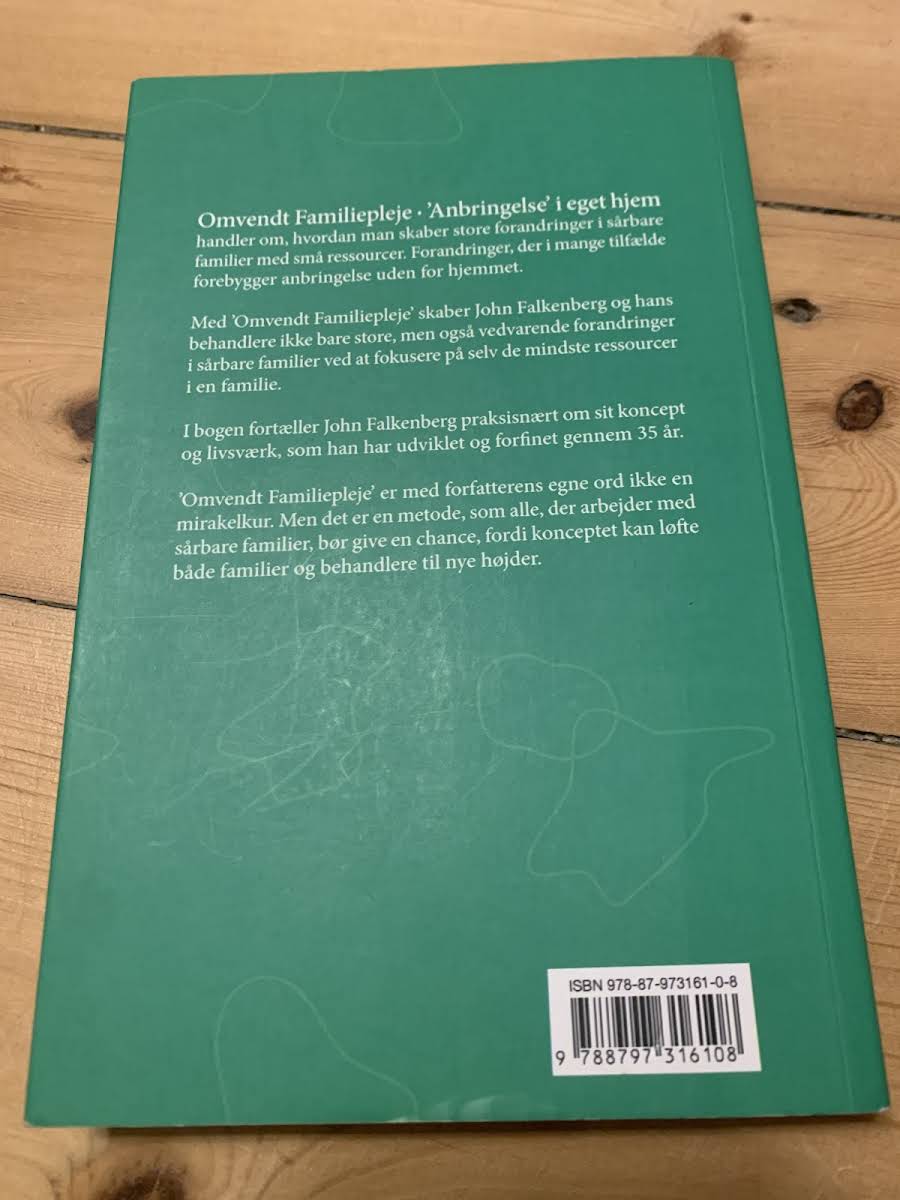 Omvendt Familiepleje · ’Anbringelse’ i eget hjem
handler om, hvordan man skaber store forandringer i sårbare
familier med små ressourcer. Forandringer, der i mange tilfælde
forebygger anbringelse uden for hjemmet.
Med ’Omvendt Familiepleje’ skaber John Falkenberg og hans
behandlere ikke bare store, men også vedvarende forandringer
i sårbare familier ved at fokusere på selv de mindste ressourcer
i en familie.
I bogen fortæller John Falkenberg praksisnært om sit koncept
og livsværk, som han har udviklet og forfinet gennem 35 år.
’Omvendt Familiepleje’ er med forfatterens egne ord ikke en
mirakelkur. Men det er en metode, som alle, der arbejder med
sårbare familier, bør give en chance, fordi konceptet kan løfte
både familier og behandlere til nye højder.
ISBN 978-87-973161-0-8
9 788797 316108